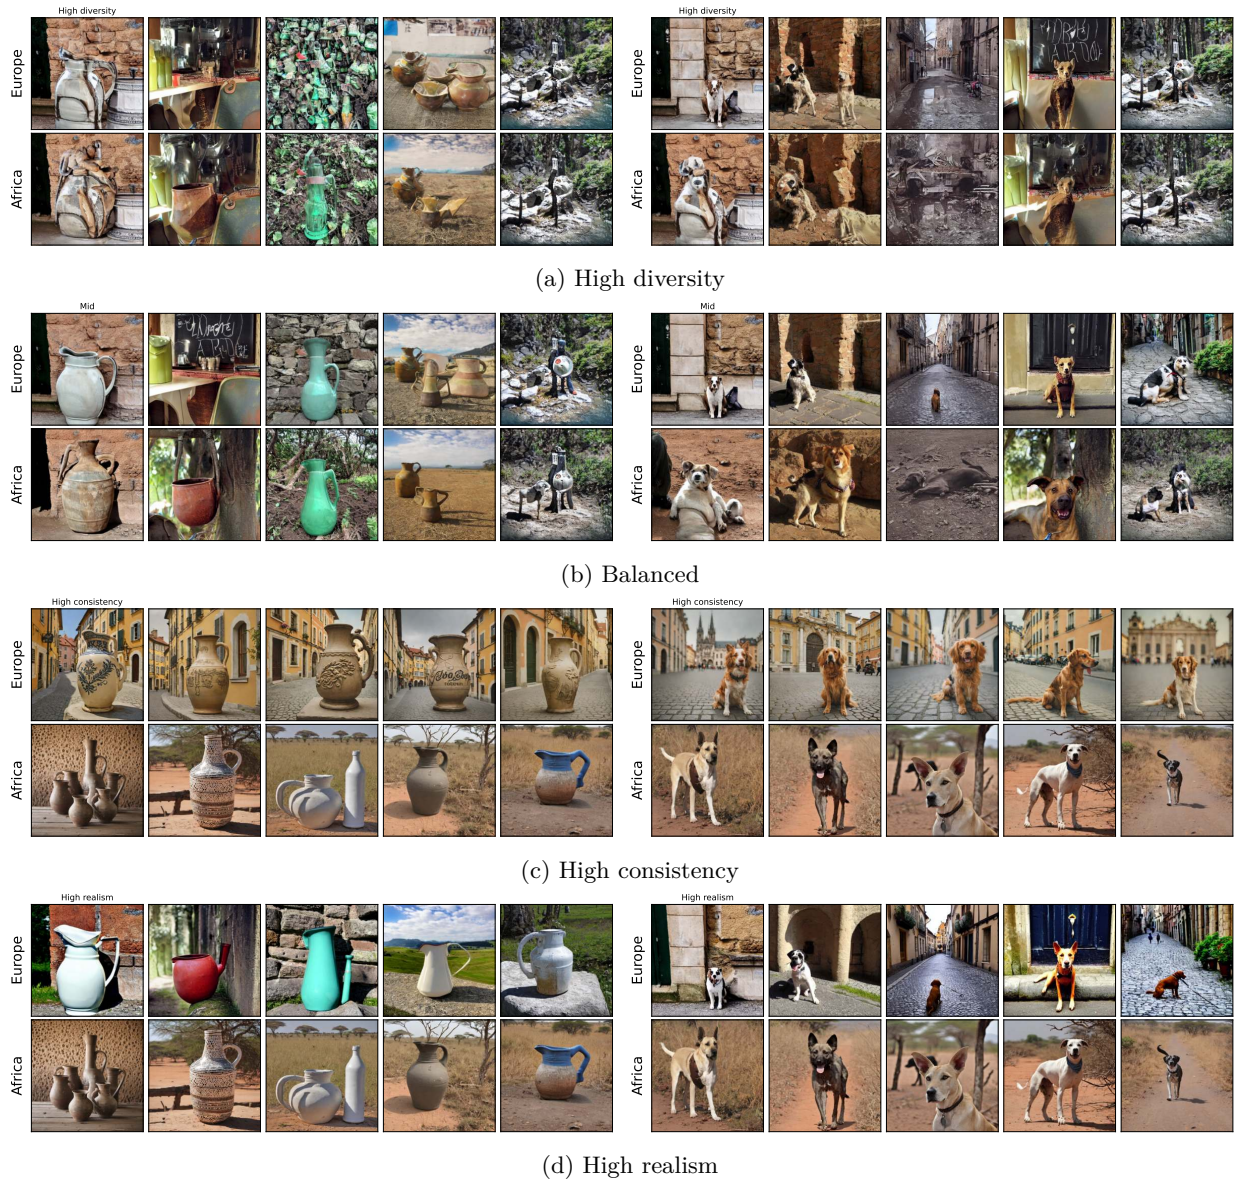 High diversity
High diversity
Europe
Europe
Africa
Africa
(a) High diversity
Mid
Mid
Europe
Europe
Africa
Africa
(b) Balanced
High consistency
High consistency
Europe
Europe
Africa
Africa
(c) High consistency
High realism
High realism
Europe
Europe
Africa
Africa
(d) High realism